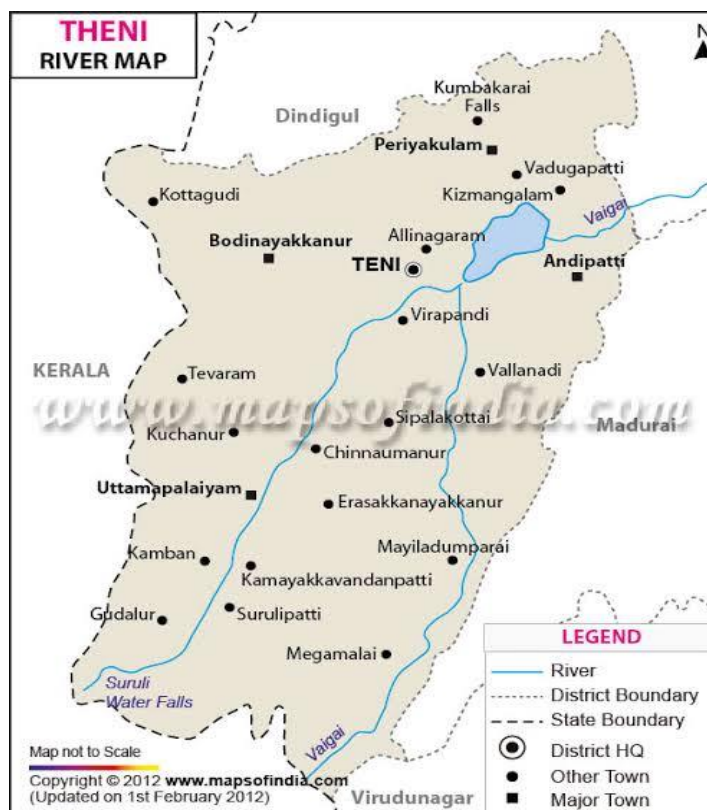 THENI
RIVER MAP
N
Kumbakarai
Falls
Dindigul
Periyakulam
Vadugapatti
Kottagudi
Kizmangalam
Vaigai
Allinagaram
Bodinayakkanur
TENI
Andipatti
Virapandi
KERALA
Tevaram
Vallanadi
www.mapsofindia.com
Sipalakottai
Madurai
Kuchanur
Chinnaumanur
Uttamapalaiyam
Erasakkanayakkanur
Mayiladumparai
Kamban
Kamayakkavandanpatti
Gudalur
Surulipatti
Megamalai
Suruli
Water Falls
Vaigai
Virudunagar
LEGEND
River
District Boundary
State Boundary
District HQ
Other Town
Major Town
Map not to Scale
Copyright © 2012 www.mapsofindia.com
(Updated on 1st February 2012)